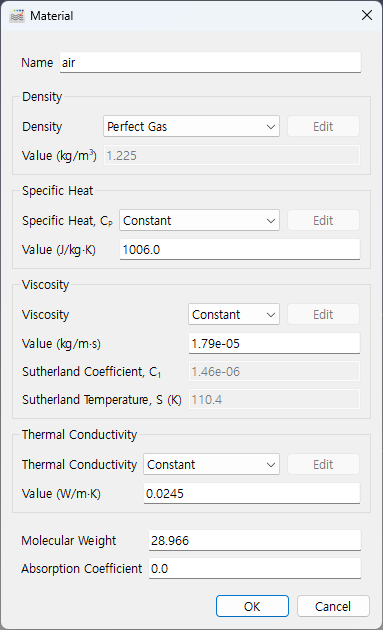 Material
Name air
Density
Density Perfect Gas Edit
Value (kg/m³) 1.225
Specific Heat
Specific Heat, Cₚ Constant Edit
Value (J/kg·K) 1006.0
Viscosity
Viscosity Constant Edit
Value (kg/m·s) 1.79e-05
Sutherland Coefficient, C₁ 1.46e-06
Sutherland Temperature, S (K) 110.4
Thermal Conductivity
Thermal Conductivity Constant Edit
Value (W/m·K) 0.0245
Molecular Weight 28.966
Absorption Coefficient 0.0
OK Cancel